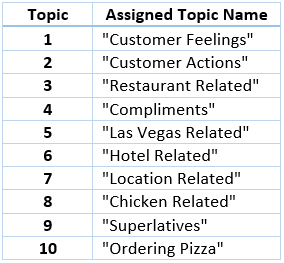 Topic Assigned Topic Name
1 "Customer Feelings"
2 "Customer Actions"
3 "Restaurant Related"
4 "Compliments"
5 "Las Vegas Related"
6 "Hotel Related"
7 "Location Related"
8 "Chicken Related"
9 "Superlatives"
10 "Ordering Pizza"